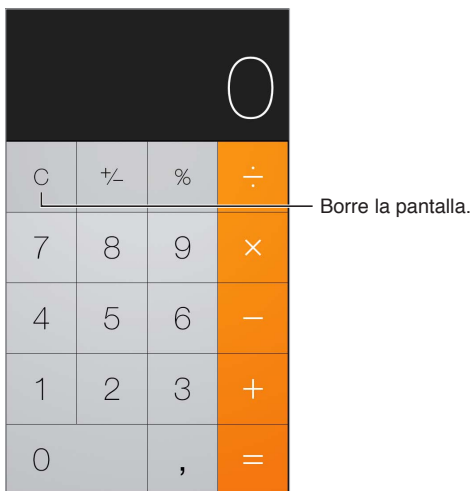 0
C +/− % ÷
Borre la pantalla.
7 8 9 ×
4 5 6 −
1 2 3 +
0 , =